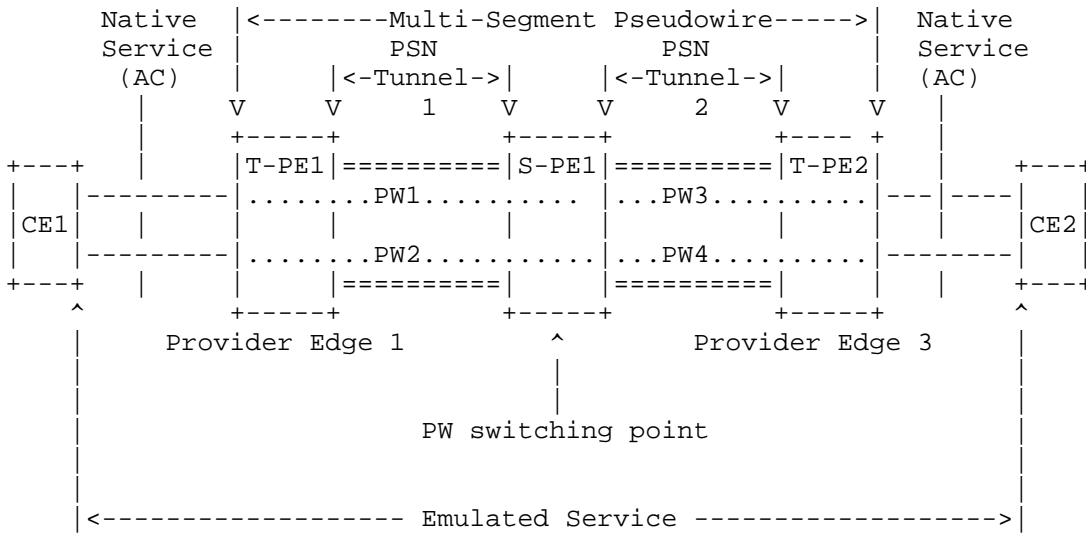 Native |<--------Multi-Segment Pseudowire----->| Native
Service | PSN PSN | Service
(AC) | |<-Tunnel->| |<-Tunnel->| | (AC)
| V V 1 V V 2 V V |
| +-----+ +-----+ +---- + |
+---+ | |T-PE1|==========|S-PE1|==========|T-PE2| | +---+
| |---------|........PW1.......... |...PW3..........|---|----| |
|CE1| | | | | | | | | |CE2|
| |---------|........PW2...........|...PW4..........|--------| |
+---+ | | |==========| |==========| | | +---+
^ +-----+ +-----+ +-----+ ^
| Provider Edge 1 ^ Provider Edge 3 |
| | |
| | |
| PW switching point |
| |
| |
|<------------------- Emulated Service ------------------->|